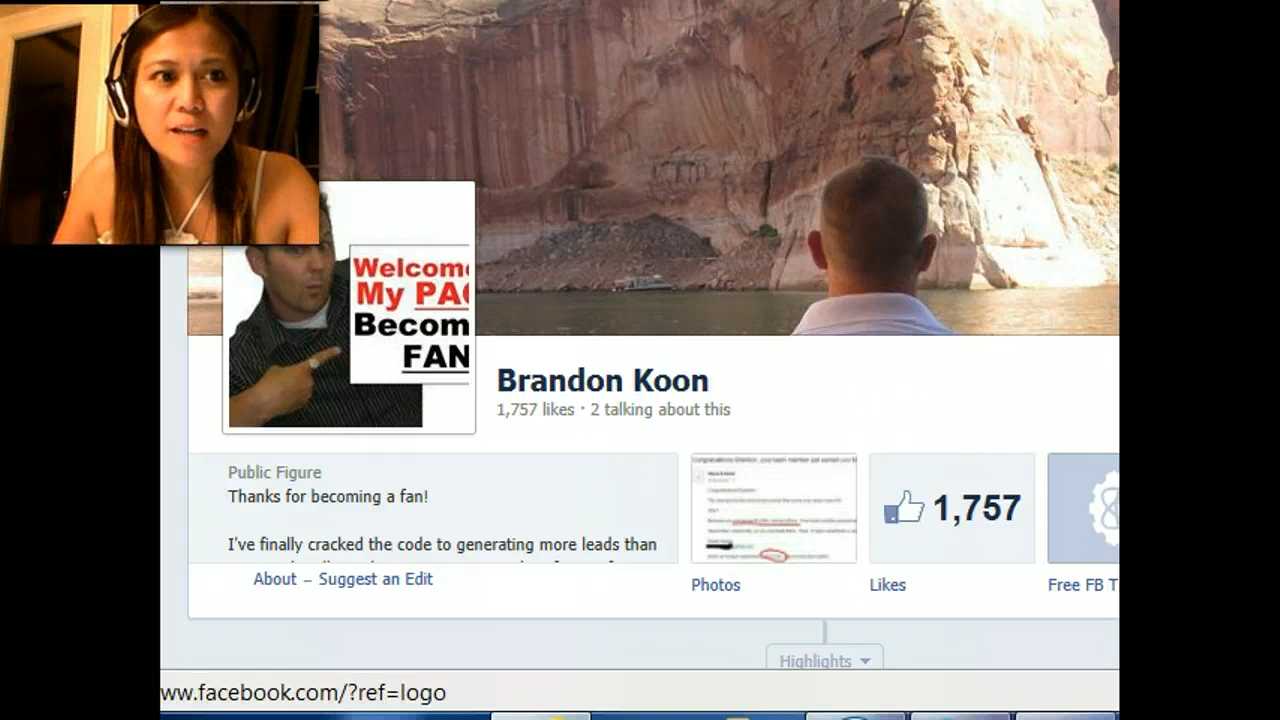 Welcom
My PA
Becom
FAN
Brandon Koon
1,757 likes · 2 talking about this
Public Figure
Thanks for becoming a fan!
I've finally cracked the code to generating more leads than
About – Suggest an Edit
Photos
1,757
Likes
Free FB T
Highlights
ww.facebook.com/?ref=logo